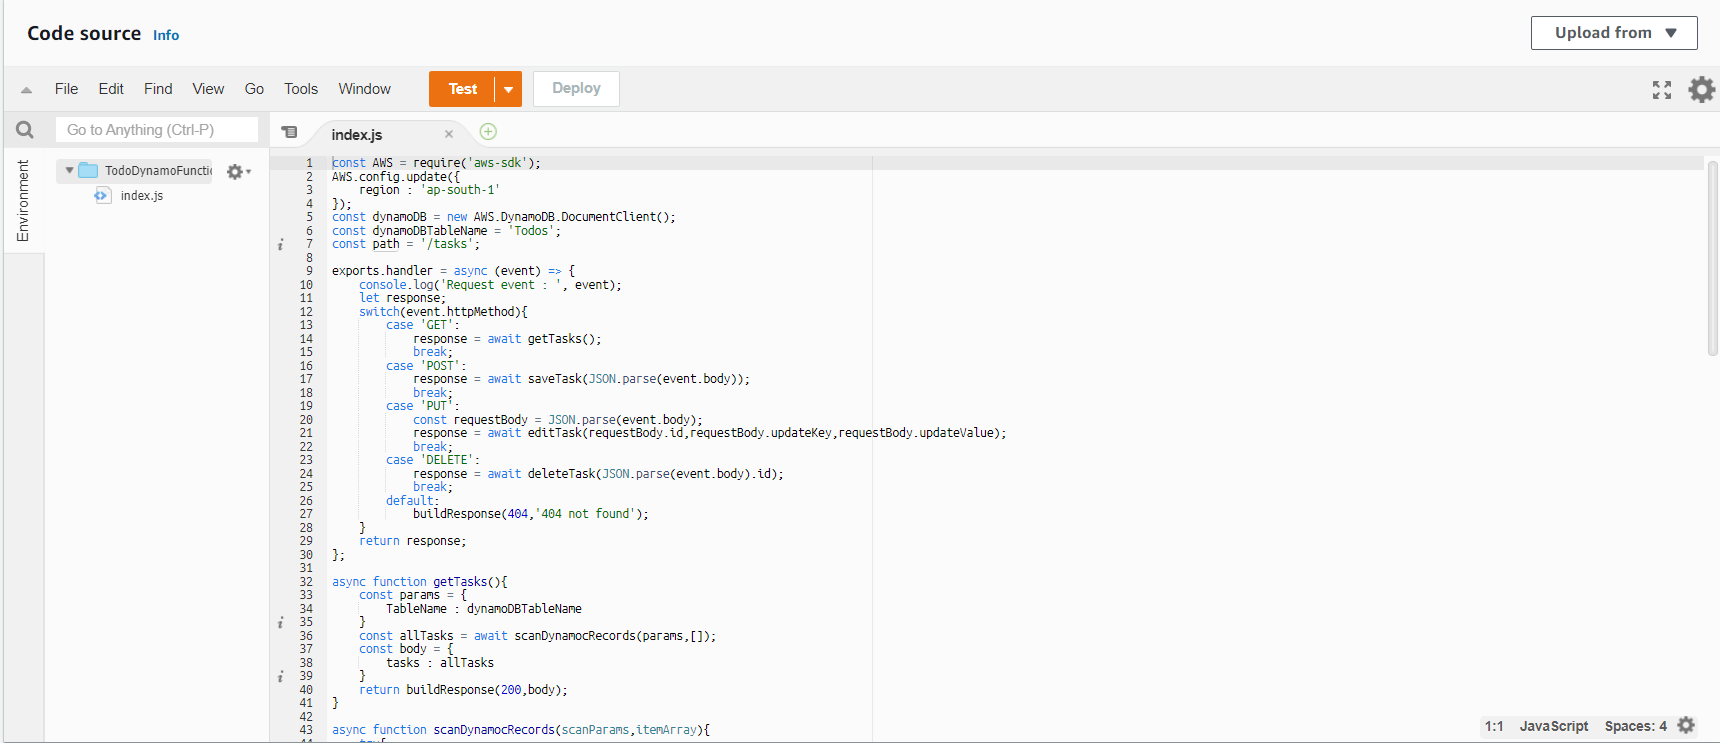 Code source Info
Upload from
File Edit Find View Go Tools Window Test Deploy
Go to Anything (Ctrl-P)
index.js
Environment
TodoDynamoFuncti
index.js
1 const AWS = require('aws-sdk');
2 AWS.config.update({
3 region : 'ap-south-1'
4 });
5 const dynamoDB = new AWS.DynamoDB.DocumentClient();
6 const dynamoDBTableName = 'Todos';
7 const path = '/tasks';
8
9 exports.handler = async (event) => {
10 console.log('Request event : ', event);
11 let response;
12 switch(event.httpMethod){
13 case 'GET':
14 response = await getTasks();
15 break;
16 case 'POST':
17 response = await saveTask(JSON.parse(event.body));
18 break;
19 case 'PUT':
20 const requestBody = JSON.parse(event.body);
21 response = await editTask(requestBody.id,requestBody.updateKey,requestBody.updateValue);
22 break;
23 case 'DELETE':
24 response = await deleteTask(JSON.parse(event.body).id);
25 break;
26 default:
27 buildResponse(404,'404 not found');
28 }
29 return response;
30 };
31
32 async function getTasks(){
33 const params = {
34 TableName : dynamoDBTableName
35 }
36 const allTasks = await scanDynamocRecords(params,[]);
37 const body = {
38 tasks : allTasks
39 }
40 return buildResponse(200,body);
41 }
42
43 async function scanDynamocRecords(scanParams,itemArray){
1:1 JavaScript Spaces: 4